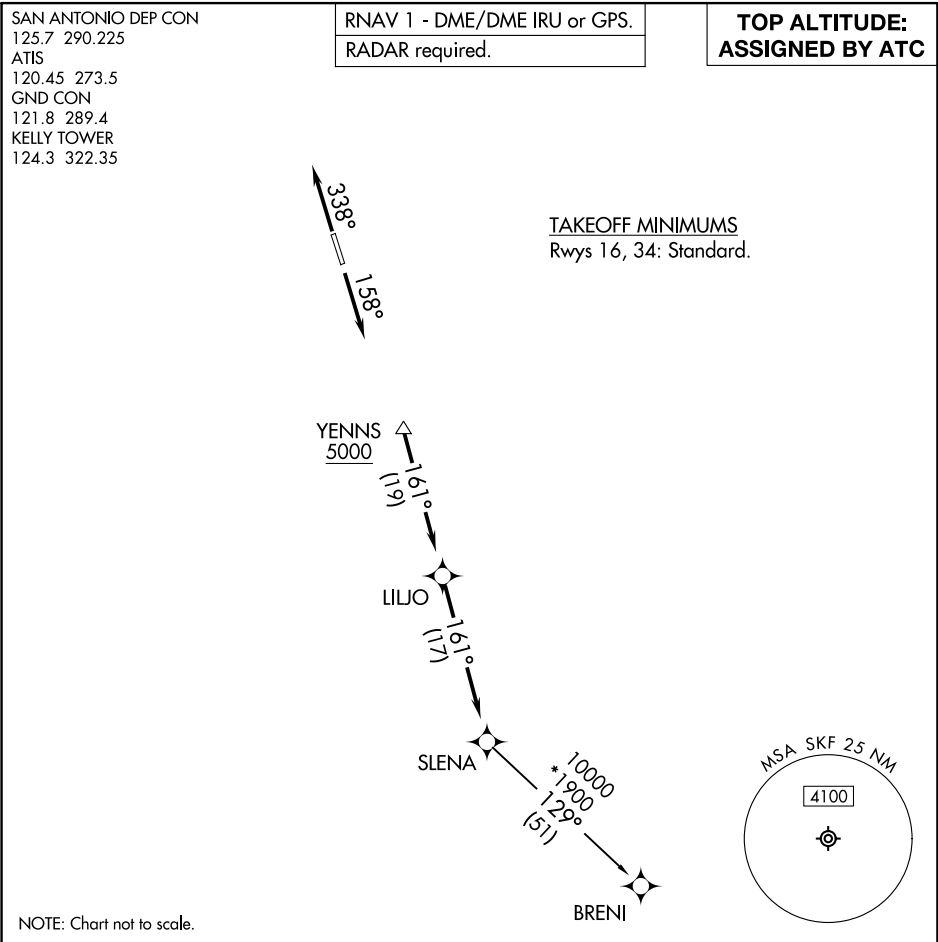 SAN ANTONIO DEP CON
125.7 290.225
ATIS
120.45 273.5
GND CON
121.8 289.4
KELLY TOWER
124.3 322.35
RNAV 1 - DME/DME IRU or GPS.
RADAR required.
TOP ALTITUDE:
ASSIGNED BY ATC
338°
158°
TAKEOFF MINIMUMS
Rwys 16, 34: Standard.
YENNS
5000
161°
(19)
LILJO
161°
(17)
SLENA
10000
*1900
129°
(51)
BRENI
MSA SKF 25 NM
4100
NOTE: Chart not to scale.